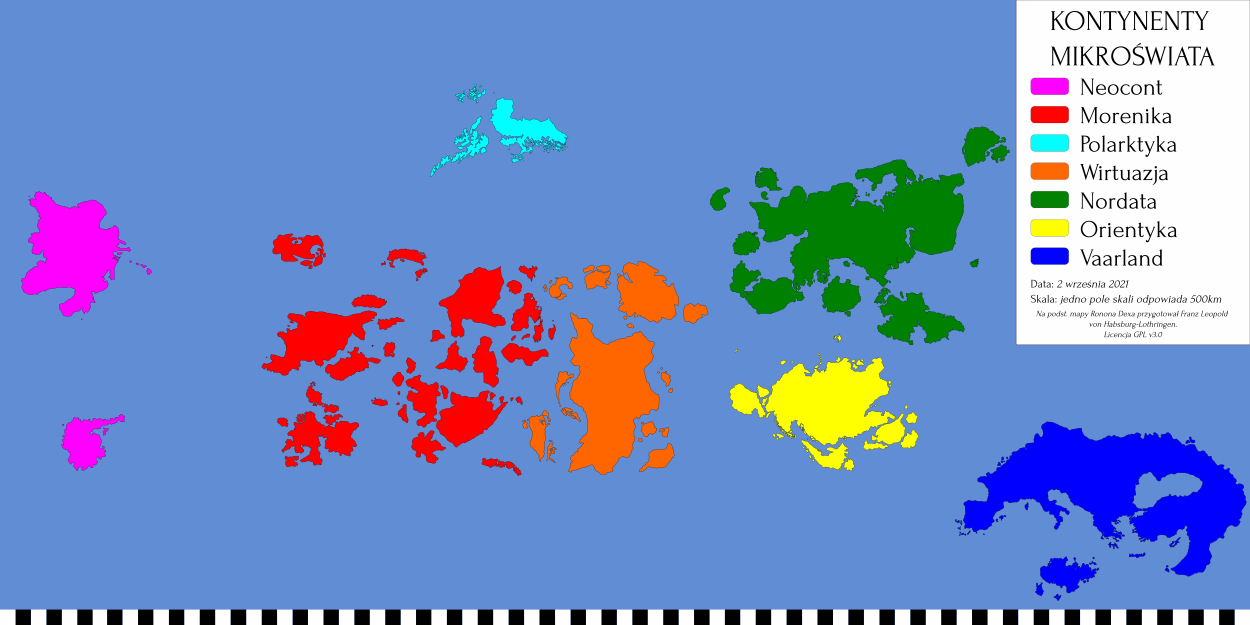 KONTYNENTY
MIKROŚWIATA
Neocont
Morenika
Polarktyka
Wirtuazja
Nordata
Orientyka
Vaarland
Data: 2 września 2021
Skala: jedno pole skali odpowiada 500km
Na podst. mapy Ronona Dexa przygotował Franz Leopold
von Habsburg-Lothringen.
Licencja GPL v3.0